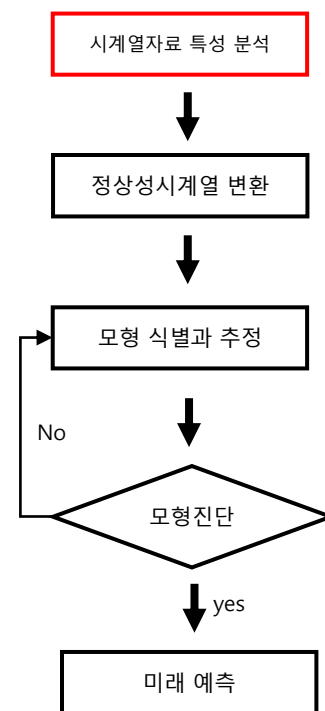 시계열자료 특성 분석
정상성시계열 변환
모형 식별과 추정
No
모형진단
yes
미래 예측